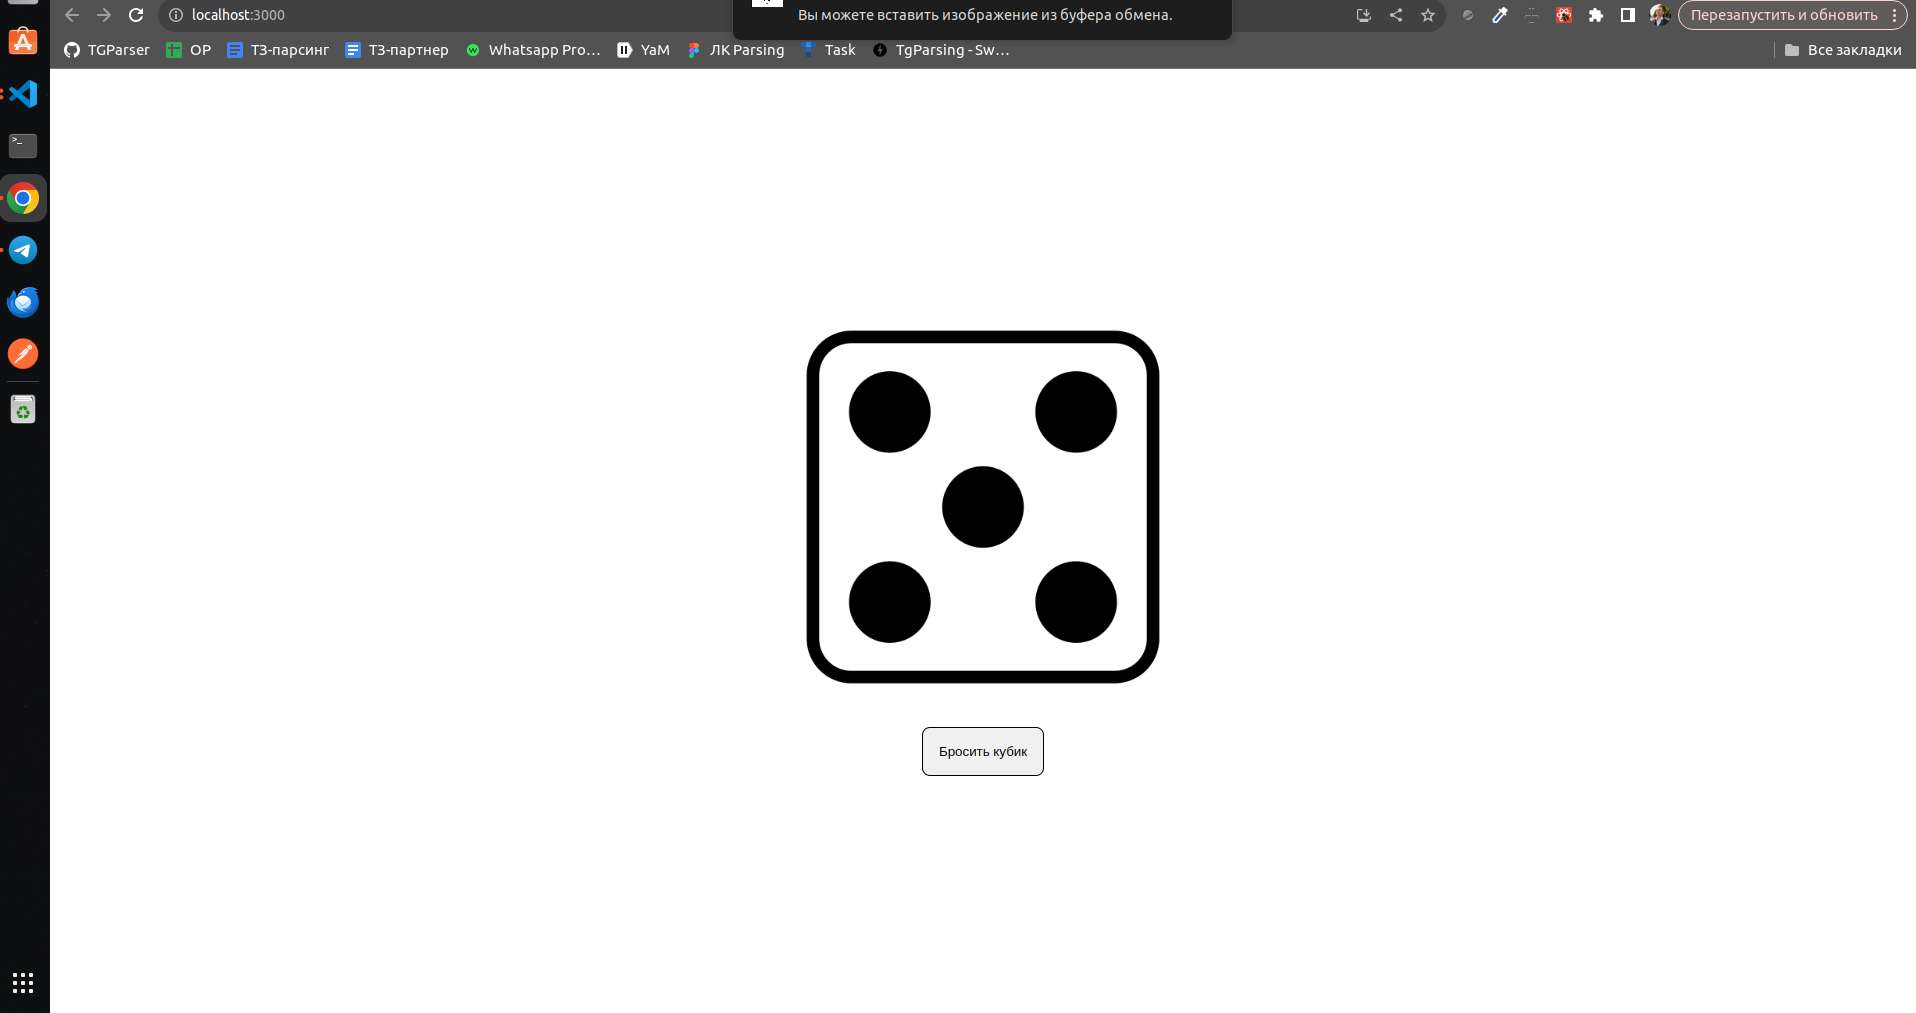 localhost:3000
Вы можете вставить изображение из буфера обмена.
Перезапустить и обновить
TGParser
OP
ТЗ-парсинг
ТЗ-партнер
Whatsapp Pro...
YaM
ЛК Parsing
Task
TgParsing - Sw...
Все закладки
Бросить кубик